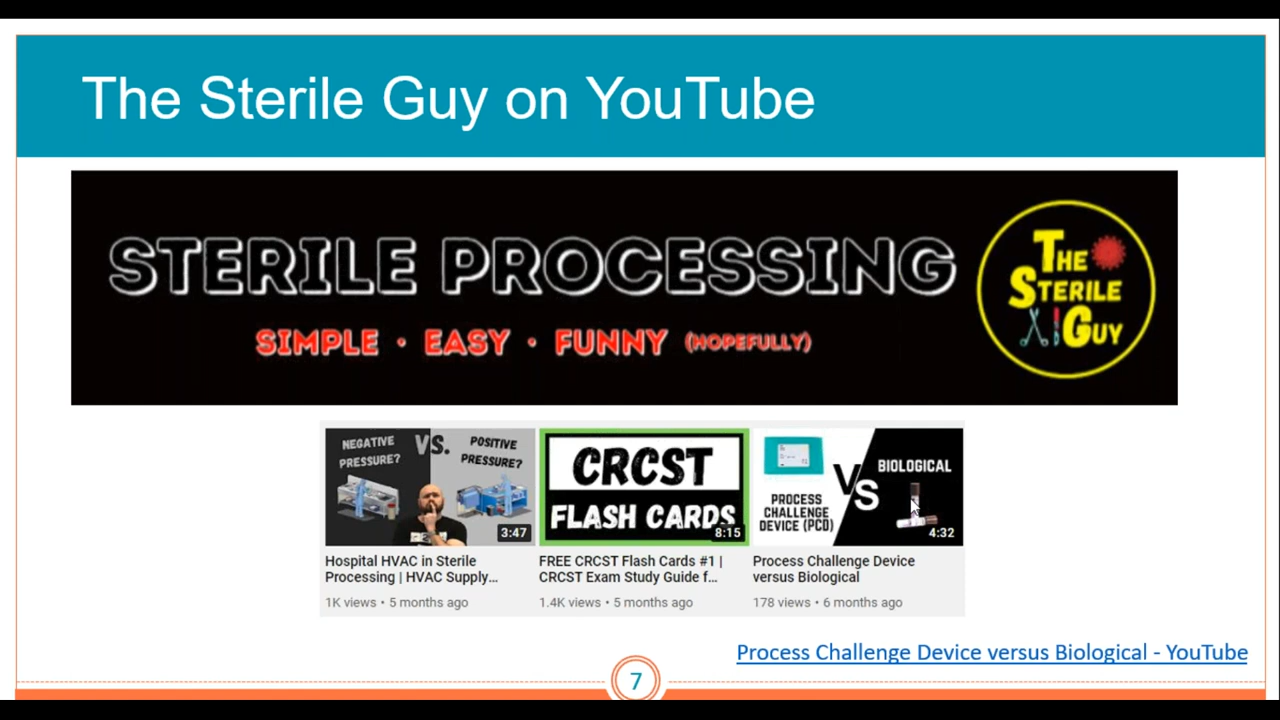 The Sterile Guy on YouTube
STERILE PROCESSING
SIMPLE • EASY • FUNNY (HOPEFULLY)
THE
STERILE
GUY
NEGATIVE
PRESSURE?
VS.
POSITIVE
PRESSURE?
3:47
CRCST
FLASH CARDS
8:15
PROCESS
CHALLENGE
DEVICE (PCD)
VS
BIOLOGICAL
4:32
Hospital HVAC in Sterile
Processing | HVAC Supply...
1K views • 5 months ago
FREE CRCST Flash Cards #1 |
CRCST Exam Study Guide f...
1.4K views • 5 months ago
Process Challenge Device
versus Biological
178 views • 6 months ago
Process Challenge Device versus Biological - YouTube
7